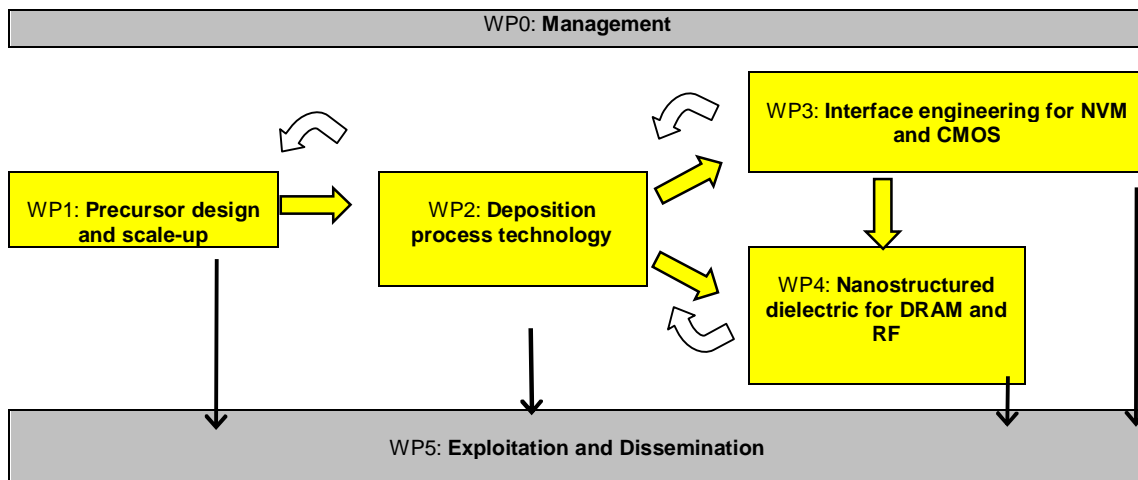 WP0: Management
WP3: Interface engineering for NVM
and CMOS
WP1: Precursor design
and scale-up
WP2: Deposition
process technology
WP4: Nanostructured
dielectric for DRAM and
RF
WP5: Exploitation and Dissemination